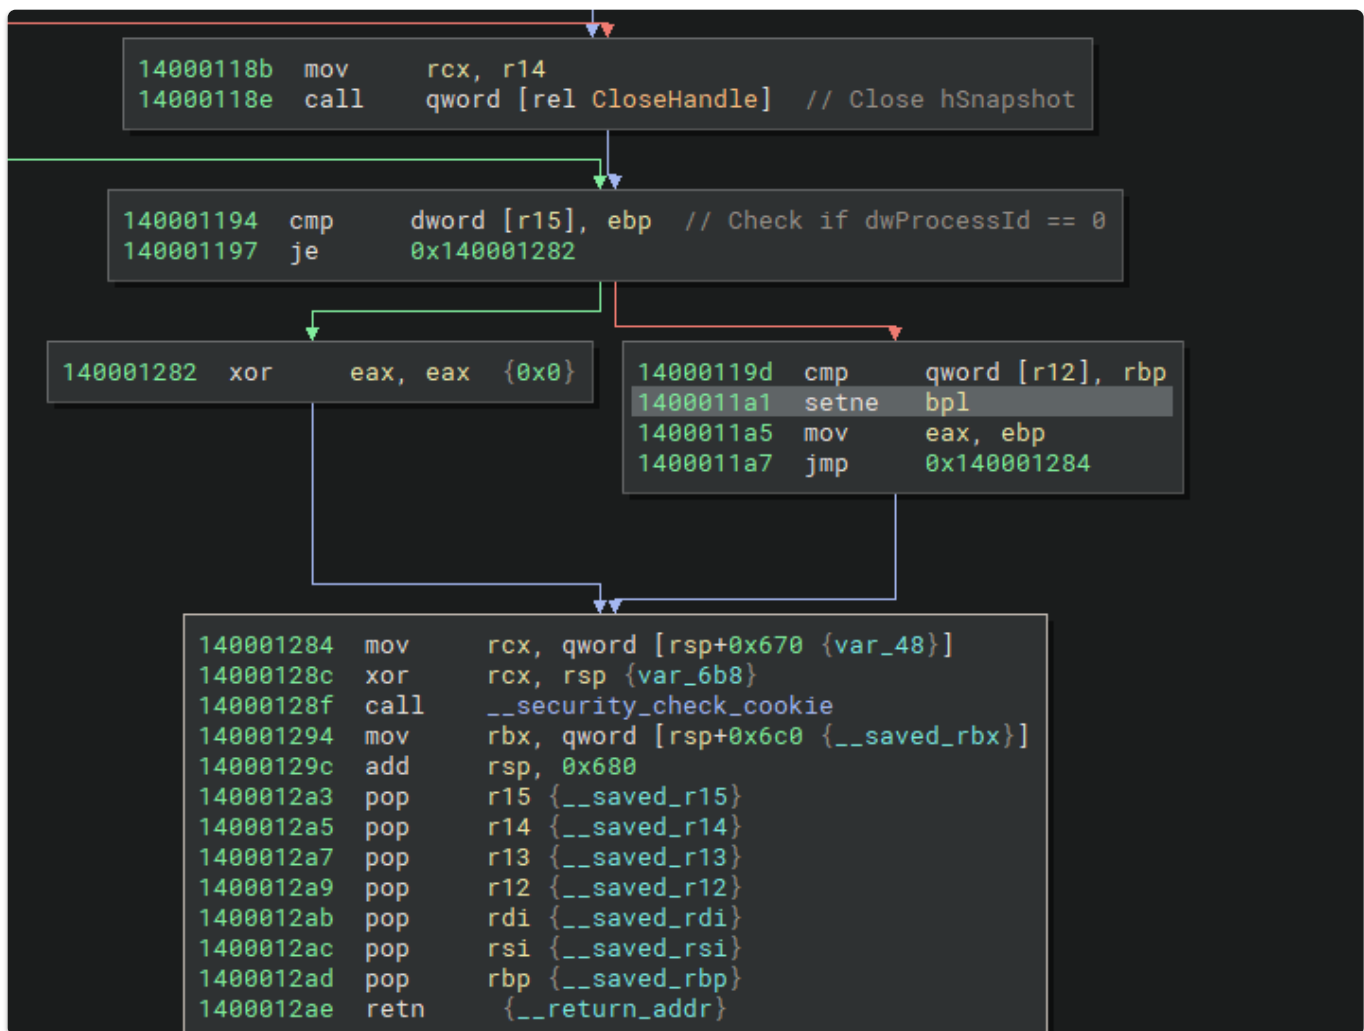 14000118b mov rcx, r14
14000118e call qword [rel CloseHandle] // Close hSnapshot
140001194 cmp dword [r15], ebp // Check if dwProcessId == 0
140001197 je 0x140001282
140001282 xor eax, eax {0x0}
14000119d cmp qword [r12], rbp
1400011a1 setne bpl
1400011a5 mov eax, ebp
1400011a7 jmp 0x140001284
140001284 mov rcx, qword [rsp+0x670 {var_48}]
14000128c xor rcx, rsp {var_6b8}
14000128f call __security_check_cookie
140001294 mov rbx, qword [rsp+0x6c0 {__saved_rbx}]
14000129c add rsp, 0x680
1400012a3 pop r15 {__saved_r15}
1400012a5 pop r14 {__saved_r14}
1400012a7 pop r13 {__saved_r13}
1400012a9 pop r12 {__saved_r12}
1400012ab pop rdi {__saved_rdi}
1400012ac pop rsi {__saved_rsi}
1400012ad pop rbp {__saved_rbp}
1400012ae retn {__return_addr}